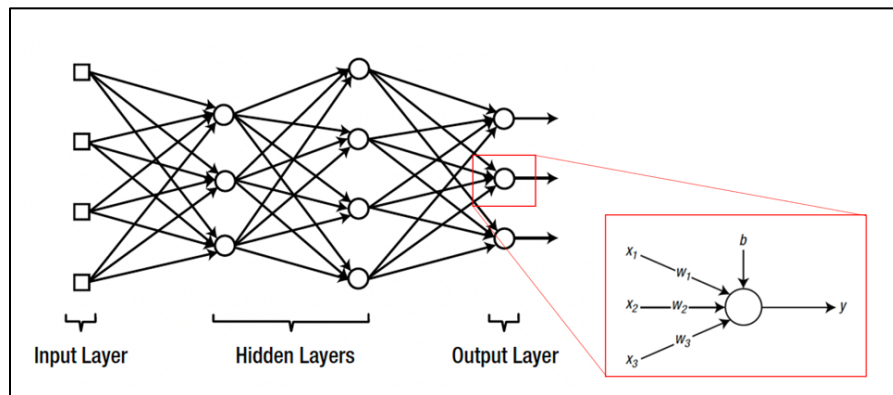 Input Layer
Hidden Layers
Output Layer
b
x1
w1
x2
w2
y
w3
x3